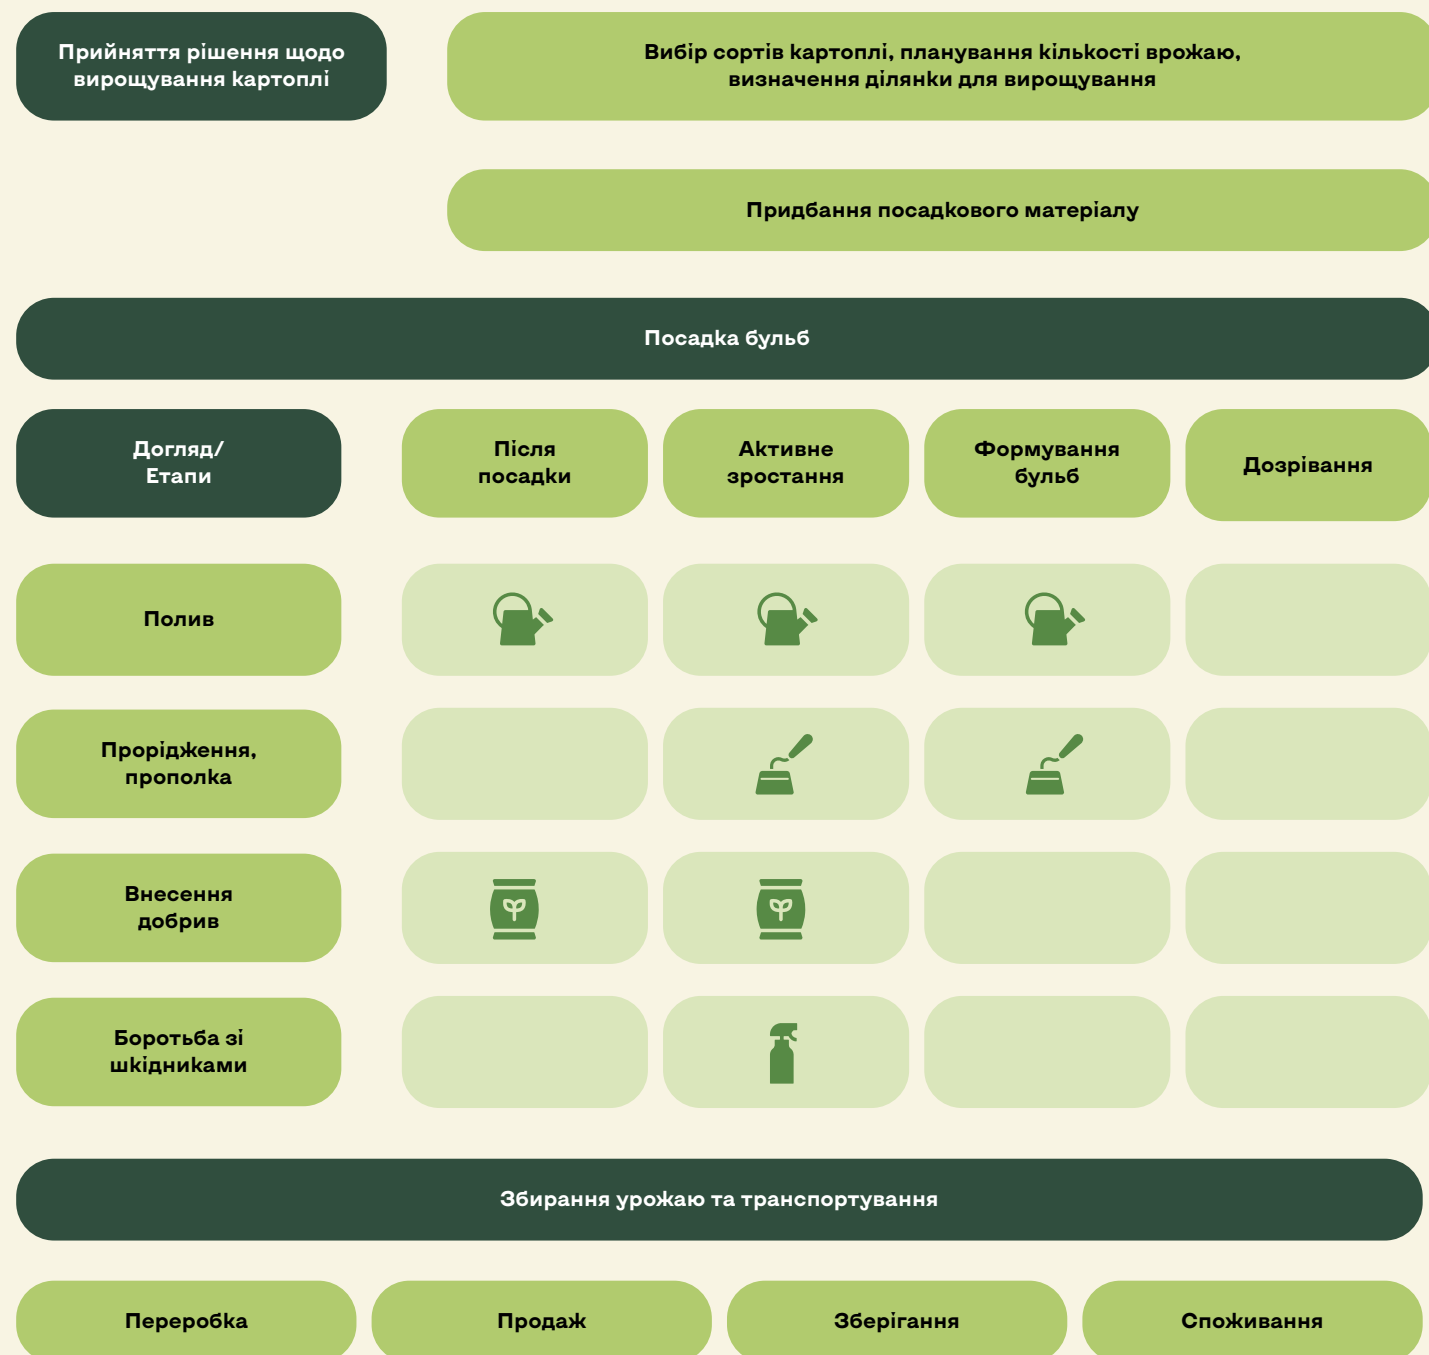 Прийняття рішення щодо
вирощування картоплі
Вибір сортів картоплі, планування кількості врожаю,
визначення ділянки для вирощування
Придбання посадкового матеріалу
Посадка бульб
Догляд/
Етапи
Після
посадки
Активне
зростання
Формування
бульб
Дозрівання
Полив
Прорідження,
прополка
Внесення
добрив
Боротьба зі
шкідниками
Збирання урожаю та транспортування
Переробка
Продаж
Зберігання
Споживання